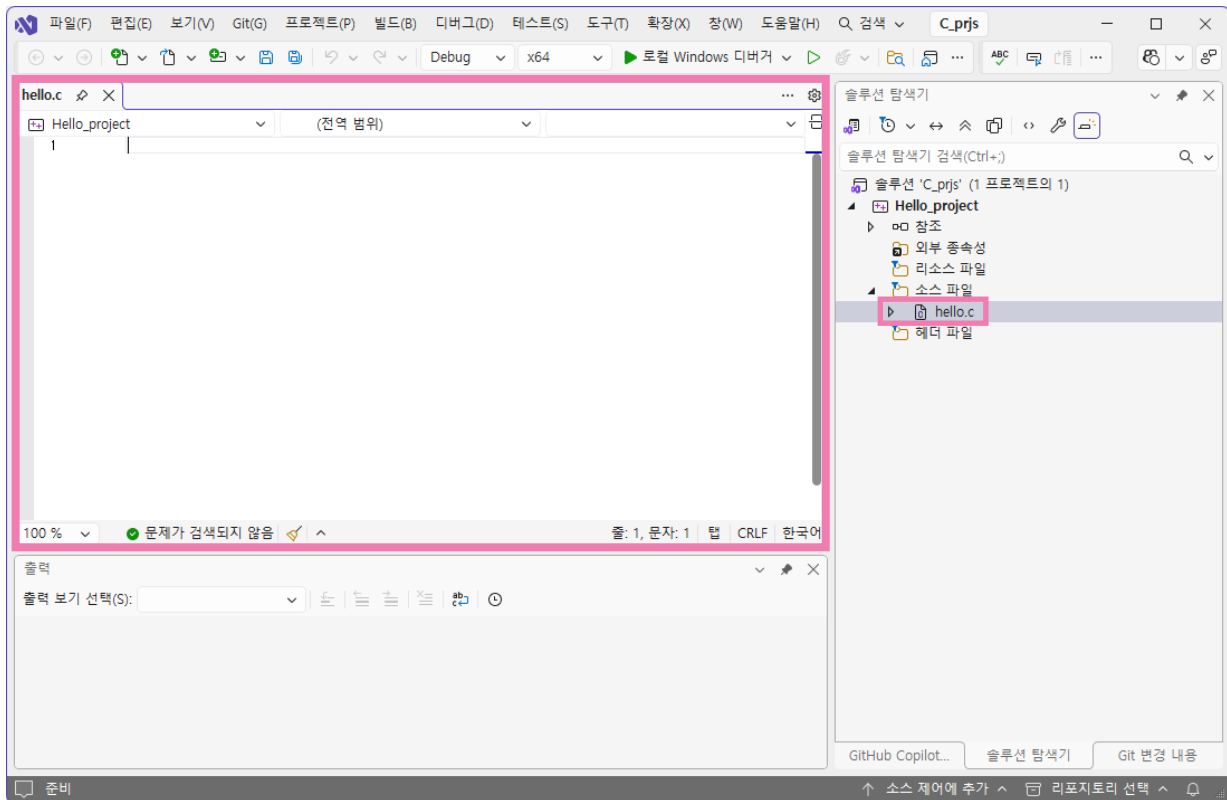 파일(F) 편집(E) 보기(V) Git(G) 프로젝트(P) 빌드(B) 디버그(D) 테스트(S) 도구(T) 확장(X) 창(W) 도움말(H) 검색 C_prjs
Debug x64 로컬 Windows 디버거 ABC
hello.c
Hello_project (전역 범위)
1
100 % 문제가 검색되지 않음 줄: 1, 문자: 1 탭 CRLF 한국어
출력
출력 보기 선택(S):
솔루션 탐색기
솔루션 탐색기 검색(Ctrl+;)
솔루션 'C_prjs' (1 프로젝트의 1)
Hello_project
참조
외부 종속성
리소스 파일
소스 파일
hello.c
헤더 파일
GitHub Copilot... 솔루션 탐색기 Git 변경 내용
준비 소스 제어에 추가 리포지토리 선택